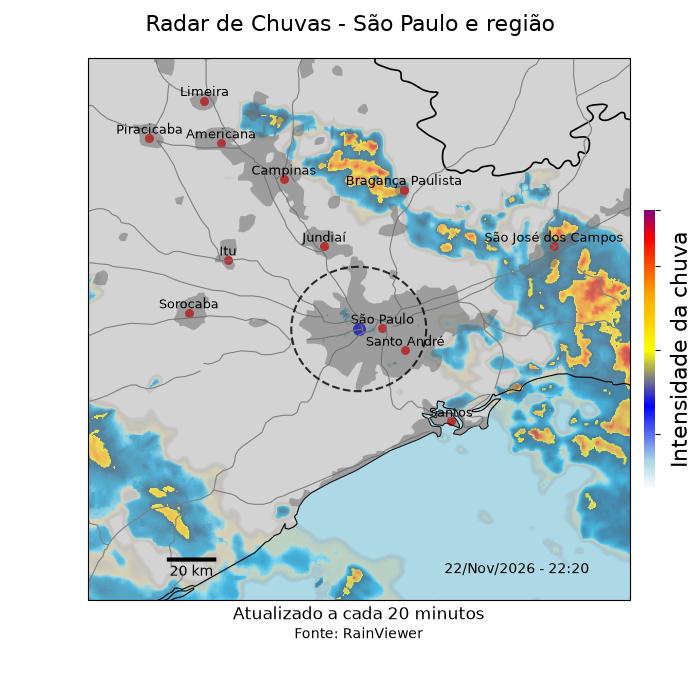 Radar de Chuvas - São Paulo e região
Limeira
Piracicaba
Americana
Campinas
Bragança Paulista
Jundiaí
São José dos Campos
Itu
Sorocaba
São Paulo
Santo André
Santos
Intensidade da chuva
20 km
22/Nov/2026 - 22:20
Atualizado a cada 20 minutos
Fonte: RainViewer